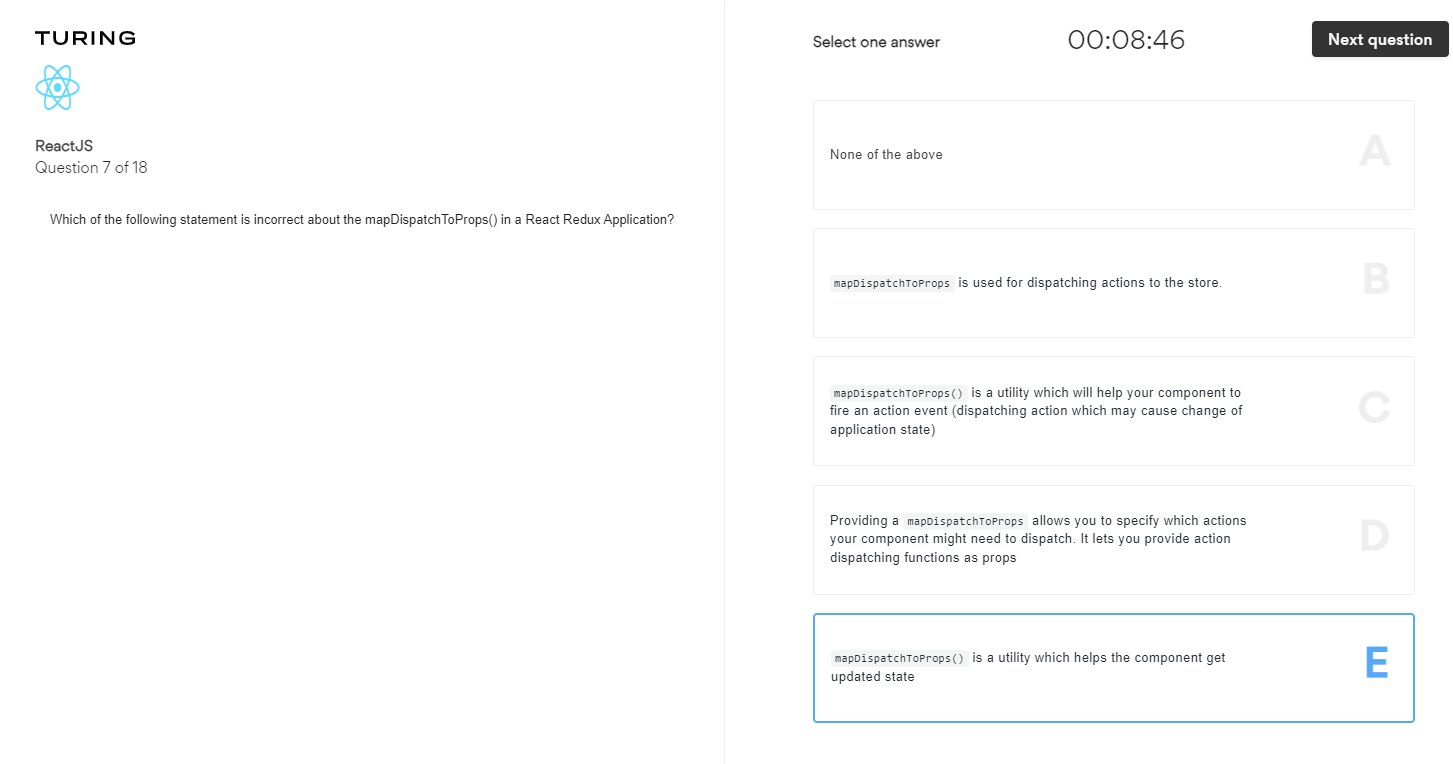 TURING
ReactJS
Question 7 of 18
Which of the following statement is incorrect about the mapDispatchToProps() in a React Redux Application?
Select one answer
00:08:46
Next question
None of the above
A
mapDispatchToProps is used for dispatching actions to the store.
B
mapDispatchToProps() is a utility which will help your component to
fire an action event (dispatching action which may cause change of
application state)
C
Providing a mapDispatchToProps allows you to specify which actions
your component might need to dispatch. It lets you provide action
dispatching functions as props
D
mapDispatchToProps() is a utility which helps the component get
updated state
E